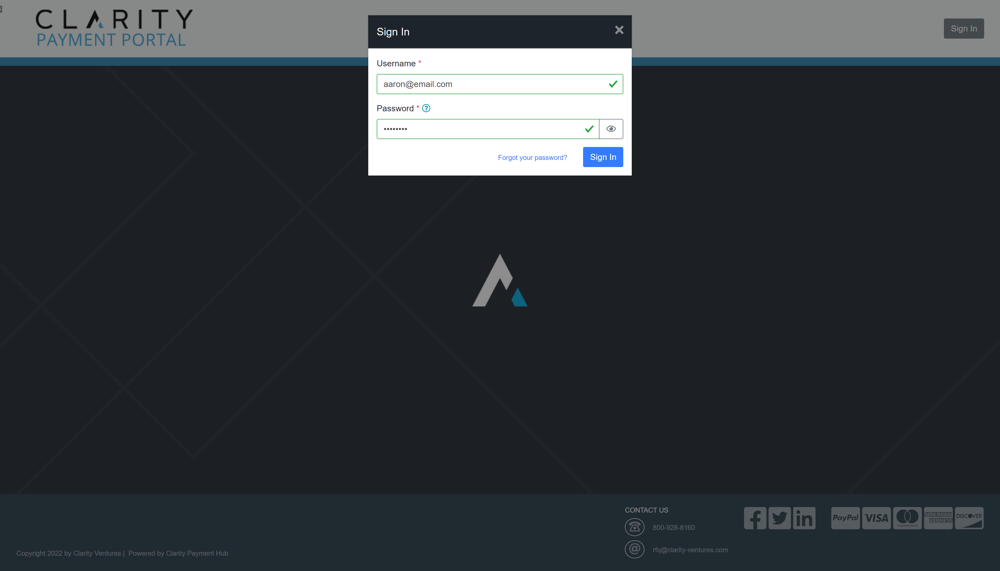 CLARITY
PAYMENT PORTAL
Sign In
Sign In
Username *
aaron@email.com
Password *
••••••••
Forgot your password?
Sign In
CONTACT US
800-928-8160
rfq@clarity-ventures.com
PayPal
VISA
mastercard
AMERICAN
EXPRESS
DISCOVER
Copyright 2022 by Clarity Ventures | Powered by Clarity Payment Hub